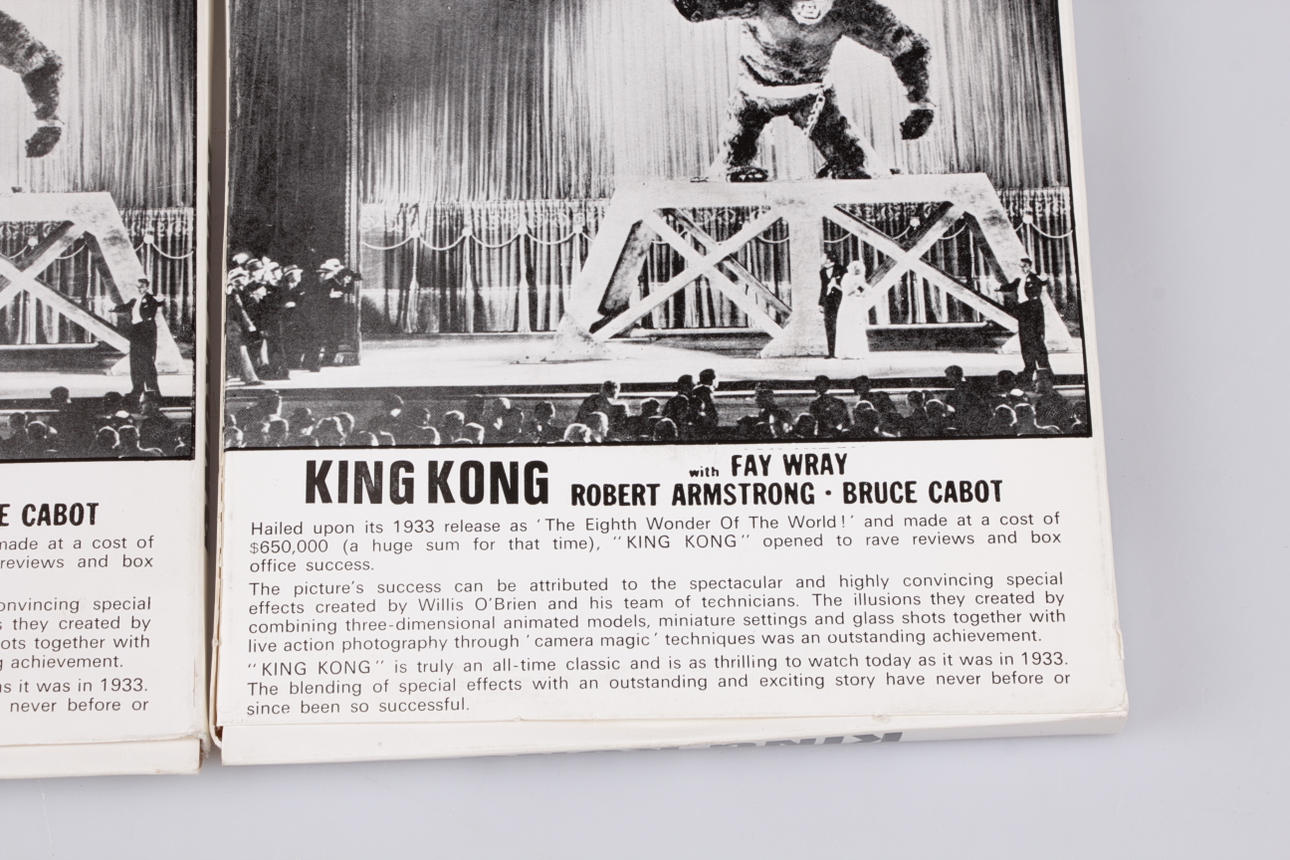 E CABOT
made at a cost of
reviews and box
onvincing special
s they created by
ots together with
g achievement.
as it was in 1933.
never before or
KING KONG with FAY WRAY
ROBERT ARMSTRONG · BRUCE CABOT
Hailed upon its 1933 release as 'The Eighth Wonder Of The World!' and made at a cost of
$650,000 (a huge sum for that time), "KING KONG" opened to rave reviews and box
office success.
The picture's success can be attributed to the spectacular and highly convincing special
effects created by Willis O'Brien and his team of technicians. The illusions they created by
combining three-dimensional animated models, miniature settings and glass shots together with
live action photography through 'camera magic' techniques was an outstanding achievement.
"KING KONG" is truly an all-time classic and is as thrilling to watch today as it was in 1933.
The blending of special effects with an outstanding and exciting story have never before or
since been so successful.